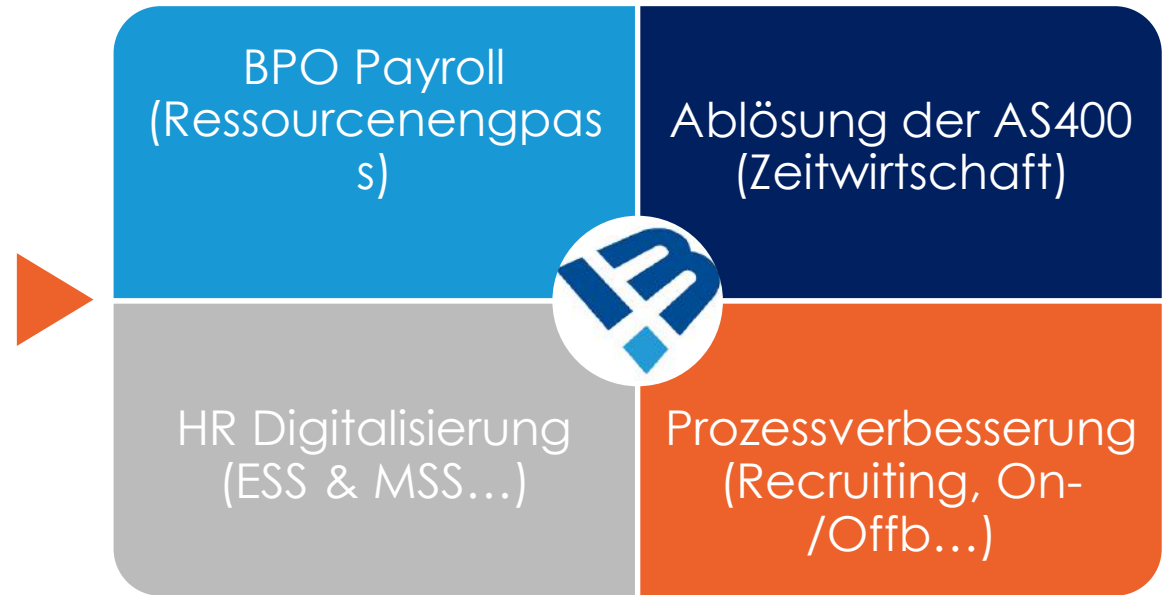 BPO Payroll
(Ressourcenengpas
s)
Ablösung der AS400
(Zeitwirtschaft)
HR Digitalisierung
(ESS & MSS…)
Prozessverbesserung
(Recruiting, On-
/Offb…)